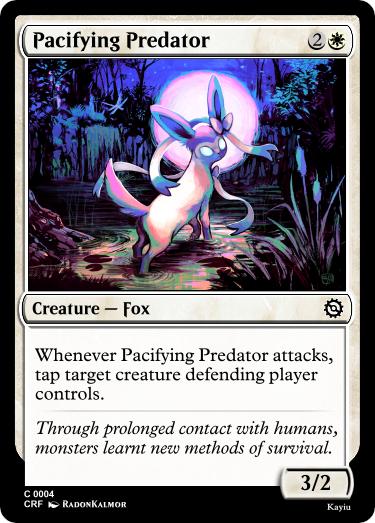 Pacifying Predator 2
Creature — Fox
Whenever Pacifying Predator attacks,
tap target creature defending player
controls.
Through prolonged contact with humans,
monsters learnt new methods of survival.
3/2
C 0004
CRF RadonKalmor
Kayiu